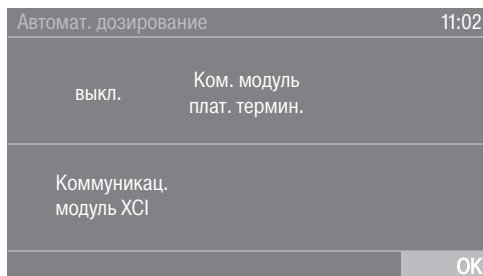 Автомат. дозирование 11:02
выкл.
Ком. модуль
плат. термин.
Коммуникац.
модуль XCI
OK